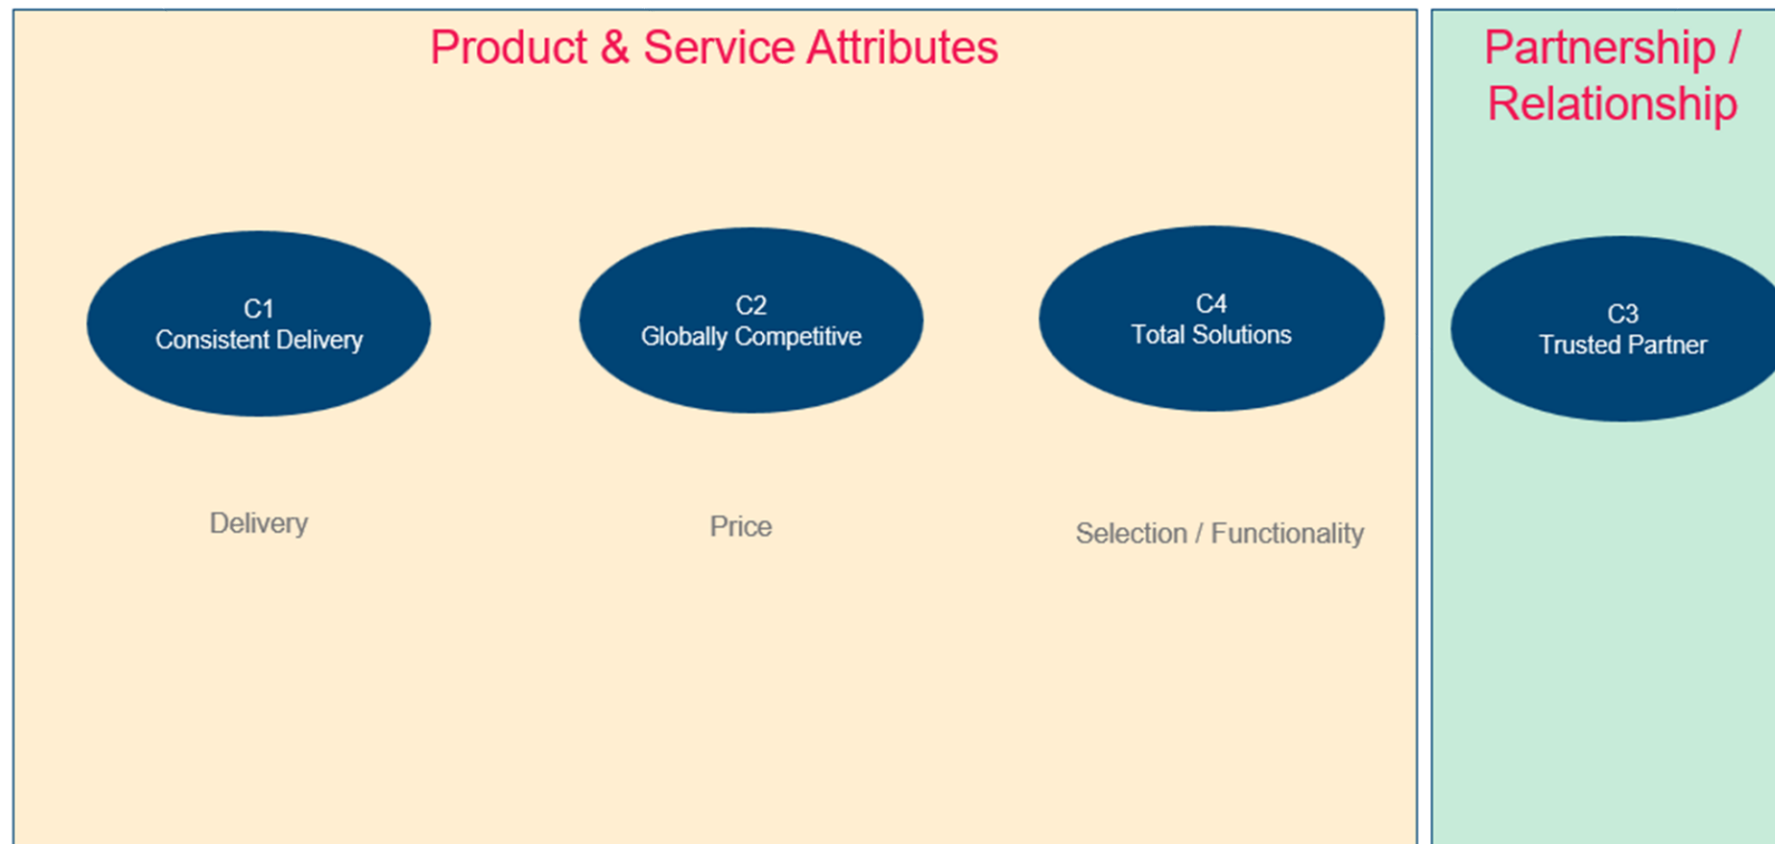 Product & Service Attributes
C1
Consistent Delivery
C2
Globally Competitive
C4
Total Solutions
Delivery
Price
Selection / Functionality
Partnership /
Relationship
C3
Trusted Partner